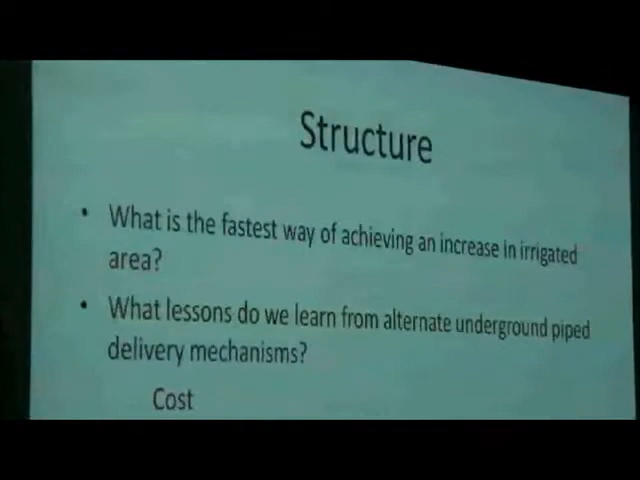 Structure
• What is the fastest way of achieving an increase in irrigated
area?
• What lessons do we learn from alternate underground piped
delivery mechanisms?
Cost